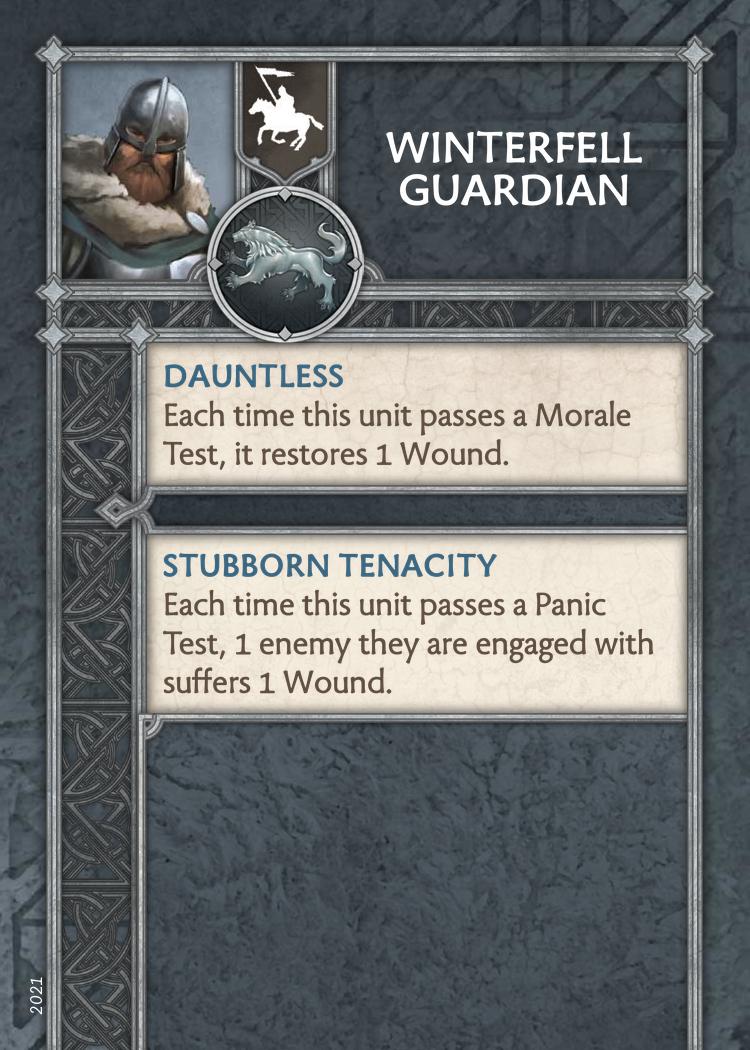 WINTERFELL
GUARDIAN
DAUNTLESS
Each time this unit passes a Morale
Test, it restores 1 Wound.
STUBBORN TENACITY
Each time this unit passes a Panic
Test, 1 enemy they are engaged with
suffers 1 Wound.
2021